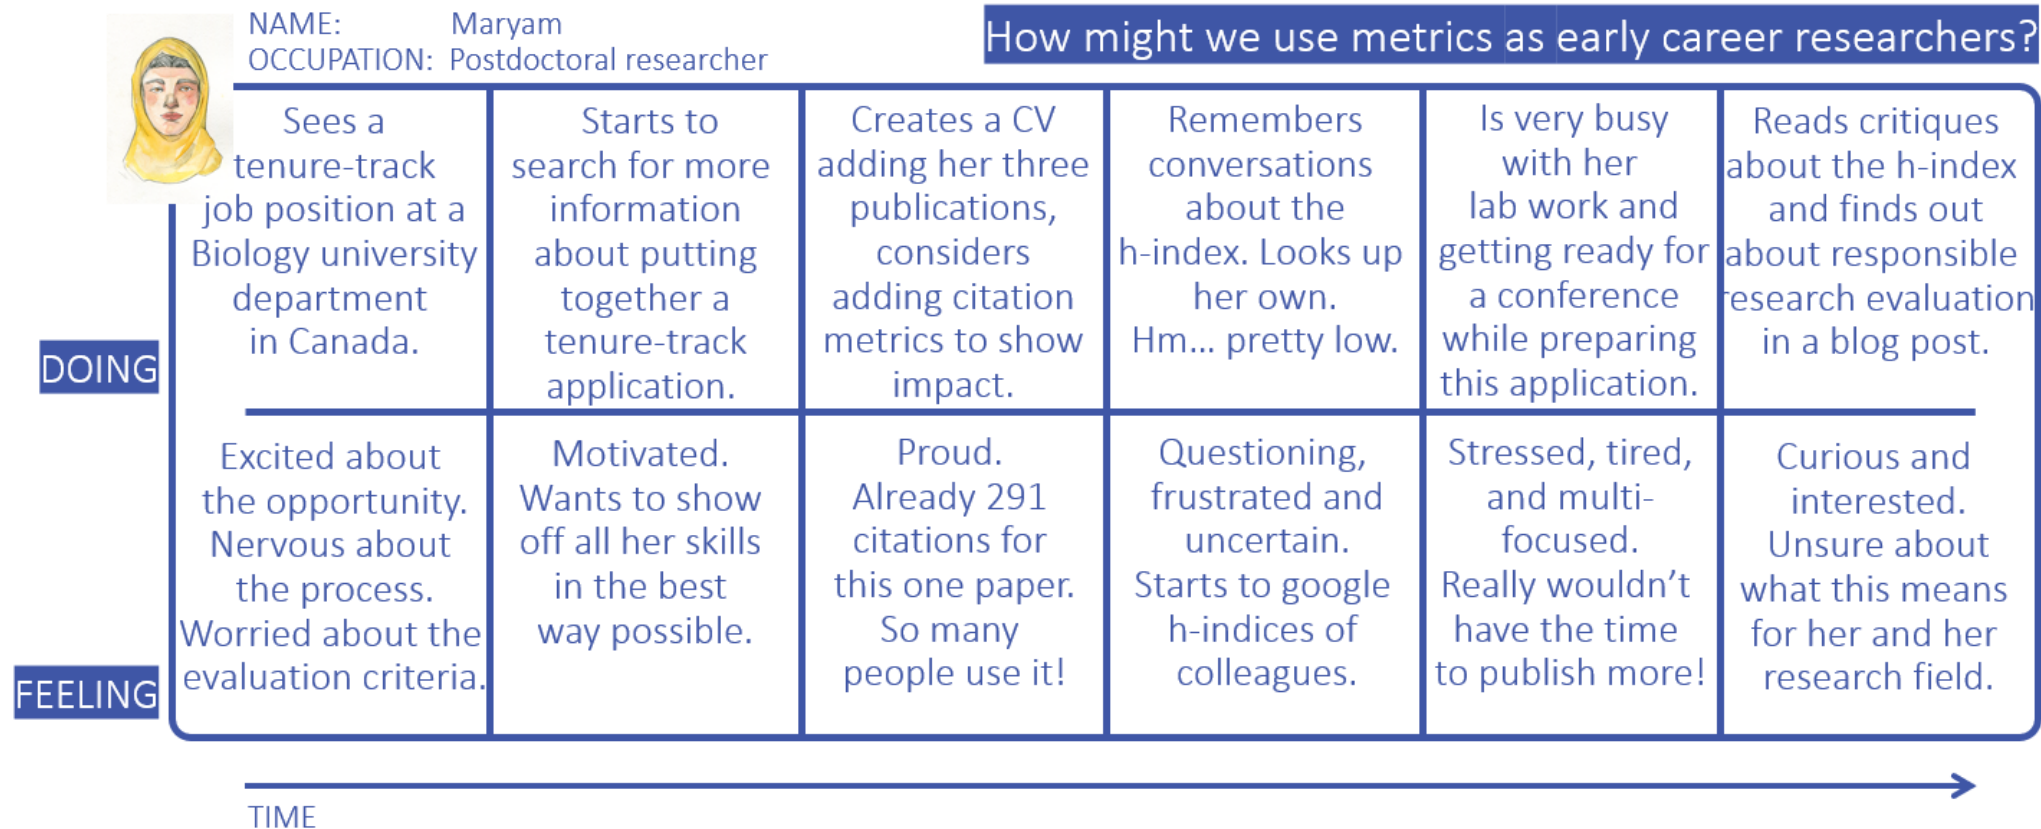 NAME: Maryam
OCCUPATION: Postdoctoral researcher
How might we use metrics as early career researchers?
DOING
Sees a
tenure-track
job position at a
Biology university
department
in Canada.
Starts to
search for more
information
about putting
together a
tenure-track
application.
Creates a CV
adding her three
publications,
considers
adding citation
metrics to show
impact.
Remembers
conversations
about the
h-index. Looks up
her own.
Hm... pretty low.
Is very busy
with her
lab work and
getting ready for
a conference
while preparing
this application.
Reads critiques
about the h-index
and finds out
about responsible
research evaluation
in a blog post.
FEELING
Excited about
the opportunity.
Nervous about
the process.
Worried about the
evaluation criteria.
Motivated.
Wants to show
off all her skills
in the best
way possible.
Proud.
Already 291
citations for
this one paper.
So many
people use it!
Questioning,
frustrated and
uncertain.
Starts to google
h-indices of
colleagues.
Stressed, tired,
and multi-
focused.
Really wouldn't
have the time
to publish more!
Curious and
interested.
Unsure about
what this means
for her and her
research field.
TIME